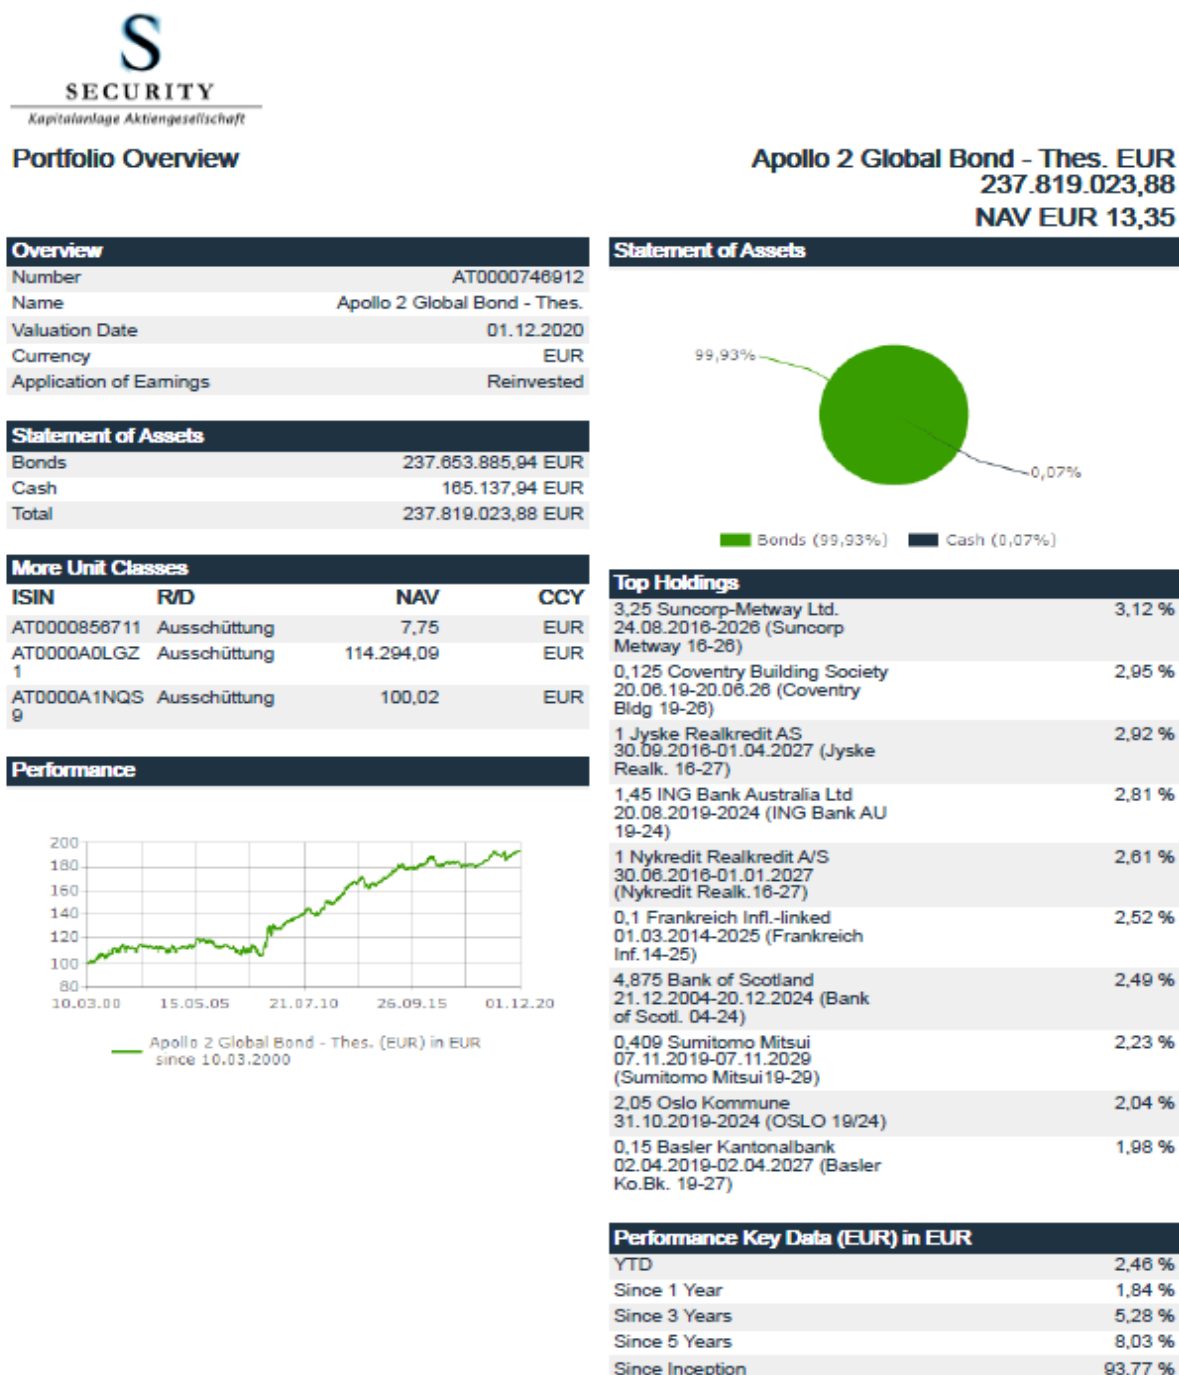 S
SECURITY
Kapitalanlage Aktiengesellschaft
Portfolio Overview
Apollo 2 Global Bond - Thes. EUR
237.819.023,88
NAV EUR 13,35
Overview
Number AT0000746912
Name Apollo 2 Global Bond - Thes.
Valuation Date 01.12.2020
Currency EUR
Application of Earnings Reinvested
Statement of Assets
Bonds 237.653.885,94 EUR
Cash 165.137,94 EUR
Total 237.819.023,88 EUR
More Unit Classes
ISIN R/D NAV CCY
AT0000856711 Ausschüttung 7,75 EUR
AT0000A0LGZ Ausschüttung 114.294,09 EUR
1
AT0000A1NQS Ausschüttung 100,02 EUR
9
Performance
200
180
160
140
120
100
80
10.03.00 15.05.05 21.07.10 26.09.15 01.12.20
Apollo 2 Global Bond - Thes. (EUR) in EUR
since 10.03.2000
Statement of Assets
99,93%
0,07%
Bonds (99,93%) Cash (0,07%)
Top Holdings
3,25 Suncorp-Metway Ltd. 3,12 %
24.08.2016-2026 (Suncorp
Metway 16-26)
0,125 Coventry Building Society 2,95 %
20.06.19-20.06.26 (Coventry
Bldg 19-26)
1 Jyske Realkredit AS 2,92 %
30.09.2016-01.04.2027 (Jyske
Realk. 16-27)
1,45 ING Bank Australia Ltd 2,81 %
20.08.2019-2024 (ING Bank AU
19-24)
1 Nykredit Realkredit A/S 2,61 %
30.06.2016-01.01.2027
(Nykredit Realk.16-27)
0,1 Frankreich Infl.-linked 2,52 %
01.03.2014-2025 (Frankreich
Inf.14-25)
4,875 Bank of Scotland 2,49 %
21.12.2004-20.12.2024 (Bank
of Scotl. 04-24)
0,409 Sumitomo Mitsui 2,23 %
07.11.2019-07.11.2029
(Sumitomo Mitsui19-29)
2,05 Oslo Kommune 2,04 %
31.10.2019-2024 (OSLO 19/24)
0,15 Basler Kantonalbank 1,98 %
02.04.2019-02.04.2027 (Basler
Ko.Bk. 19-27)
Performance Key Data (EUR) in EUR
YTD 2,46 %
Since 1 Year 1,84 %
Since 3 Years 5,28 %
Since 5 Years 8,03 %
Since Inception 93,77 %